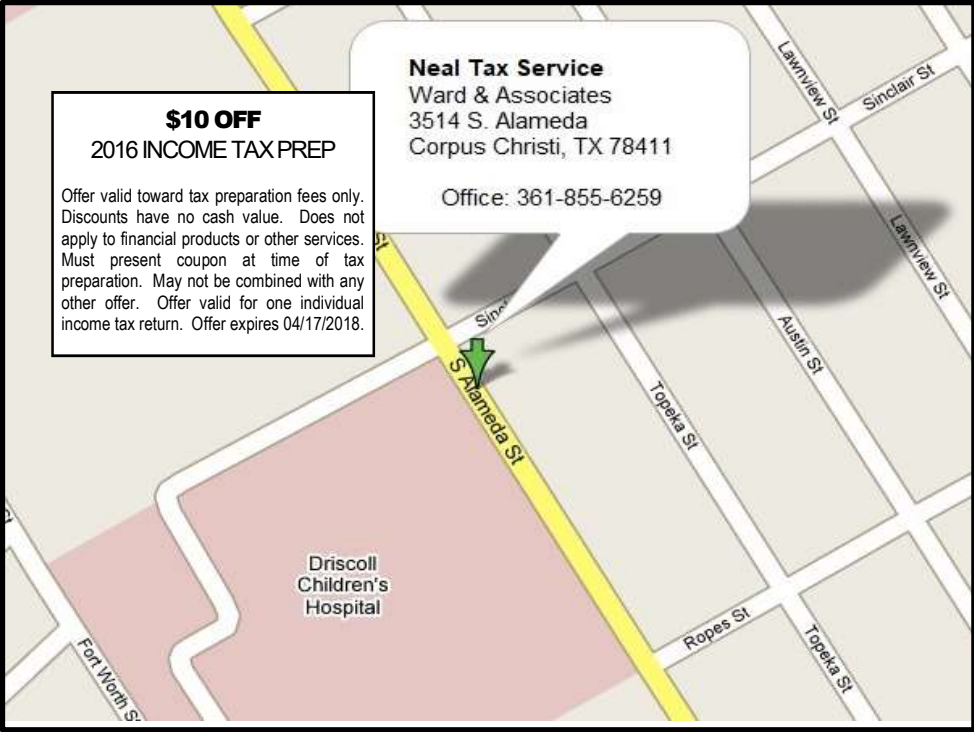 Neal Tax Service
Ward & Associates
3514 S. Alameda
Corpus Christi, TX 78411
Office: 361-855-6259
$10 OFF
2016 INCOME TAX PREP
Offer valid toward tax preparation fees only.
Discounts have no cash value. Does not
apply to financial products or other services.
Must present coupon at time of tax
preparation. May not be combined with any
other offer. Offer valid for one individual
income tax return. Offer expires 04/17/2018.
Lawnview St
Sinclair St
Lawnview St
St
Austin St
S Alameda St
Topeka St
Driscoll
Children's
Hospital
Ropes St
Topeka St
Fort Worth St